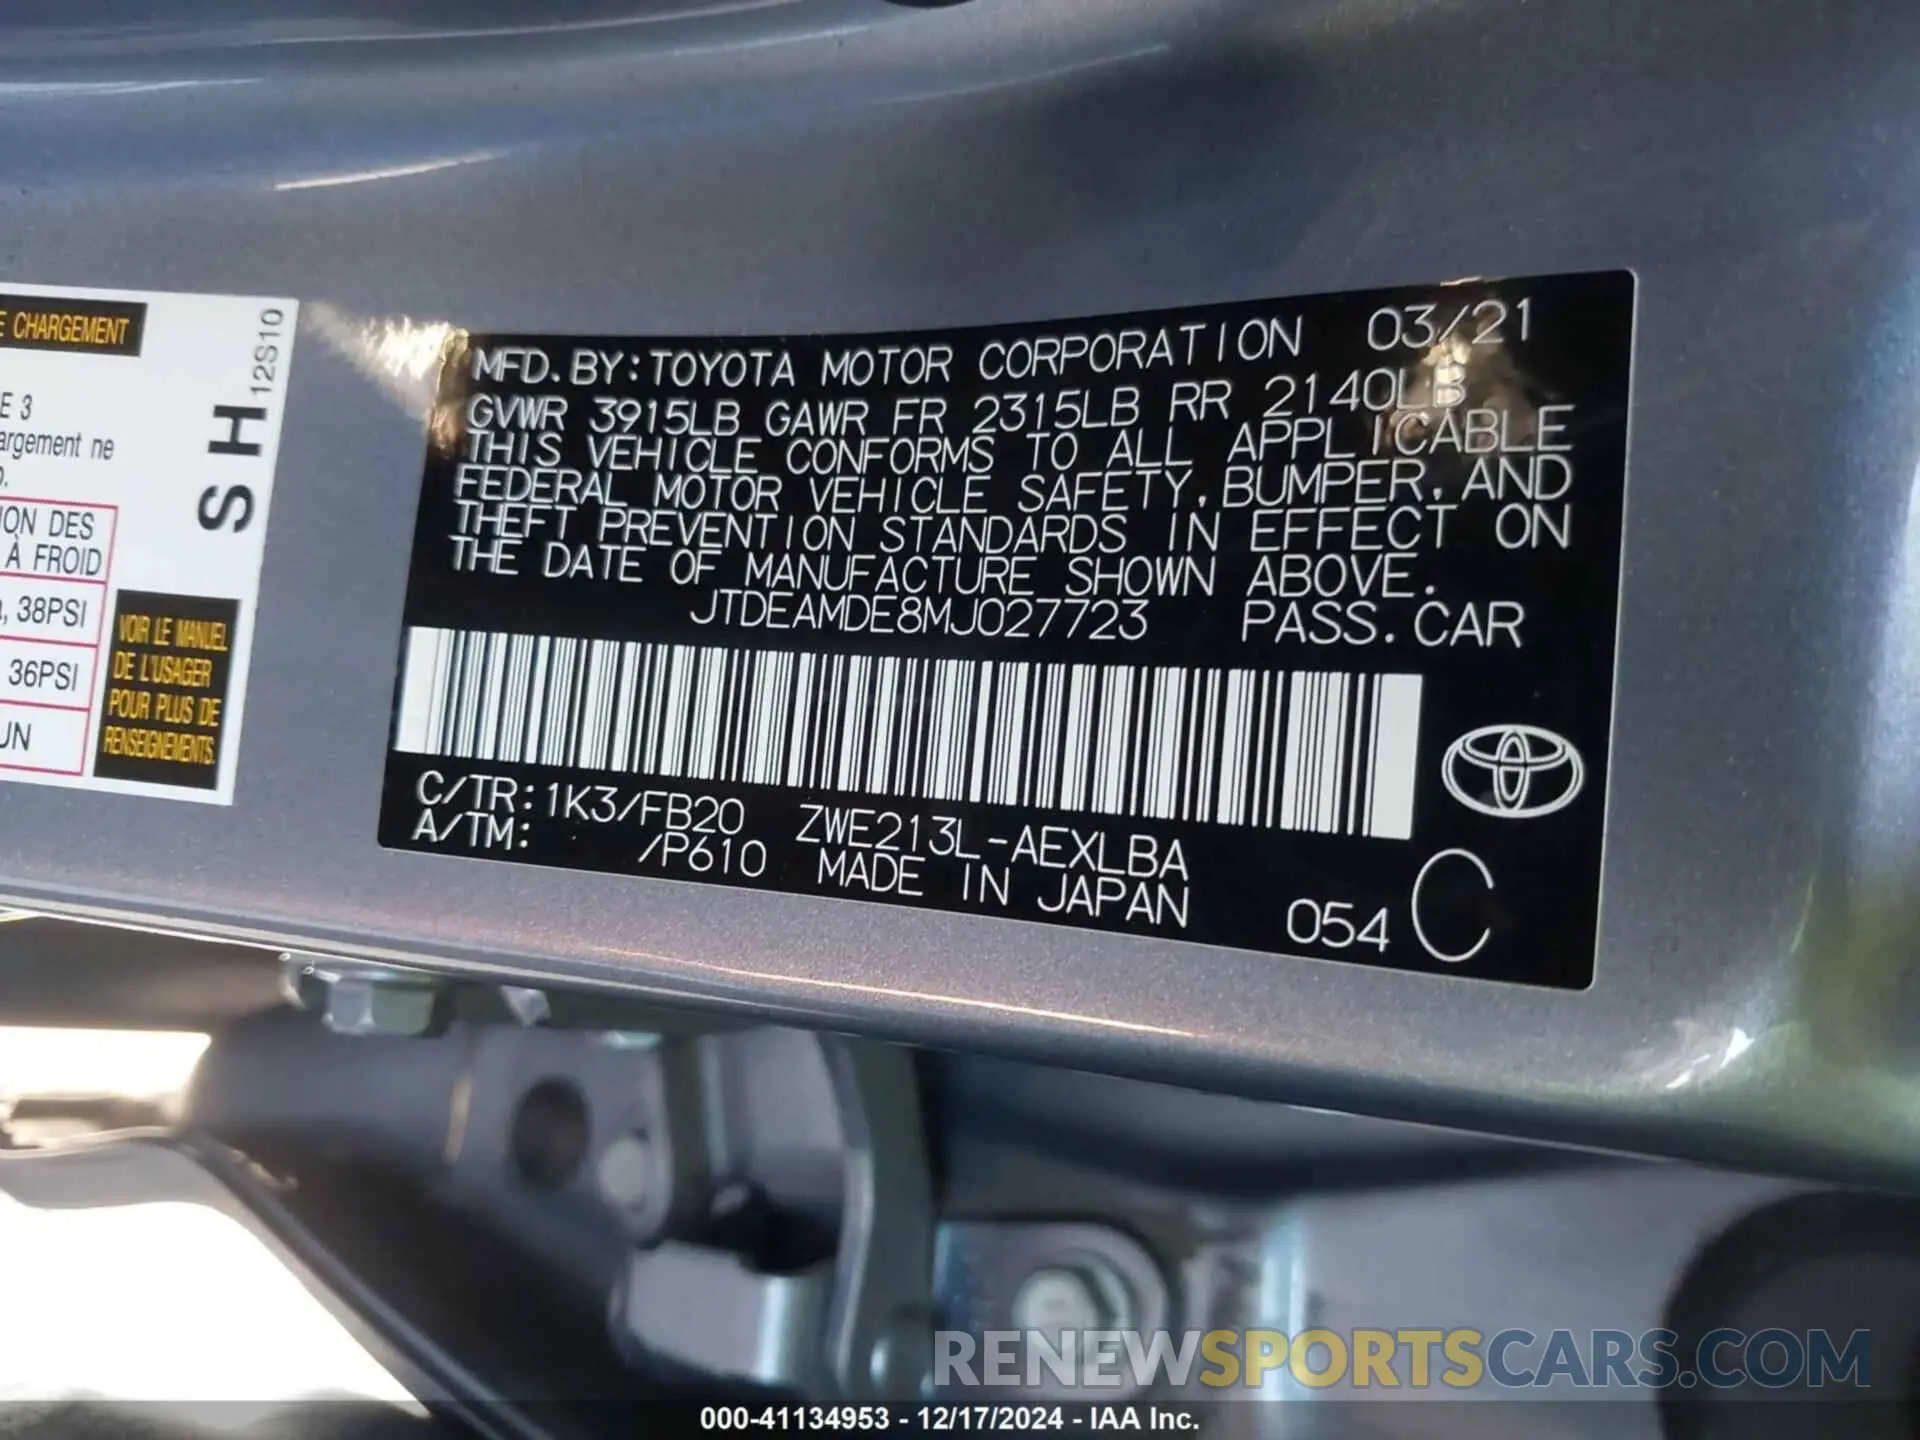 E CHARGEMENT
E 3
argement ne
ION DES
À FROID
, 38PSI
36PSI
UN
SH12S10
VOIR LE MANUEL
DE L'USAGER
POUR PLUS DE
RENSEIGNEMENTS.
MFD.BY:TOYOTA MOTOR CORPORATION 03/21
GVWR 3915LB GAWR FR 2315LB RR 2140LB
THIS VEHICLE CONFORMS TO ALL APPLICABLE
FEDERAL MOTOR VEHICLE SAFETY,BUMPER,AND
THEFT PREVENTION STANDARDS IN EFFECT ON
THE DATE OF MANUFACTURE SHOWN ABOVE.
JTDEAMDE8MJ027723 PASS.CAR
C/TR:1K3/FB20 ZWE213L-AEXLBA
A/TM: /P610 MADE IN JAPAN
054 C
RENEWSPORTSCARS.COM
000-41134953 - 12/17/2024 - IAA Inc.